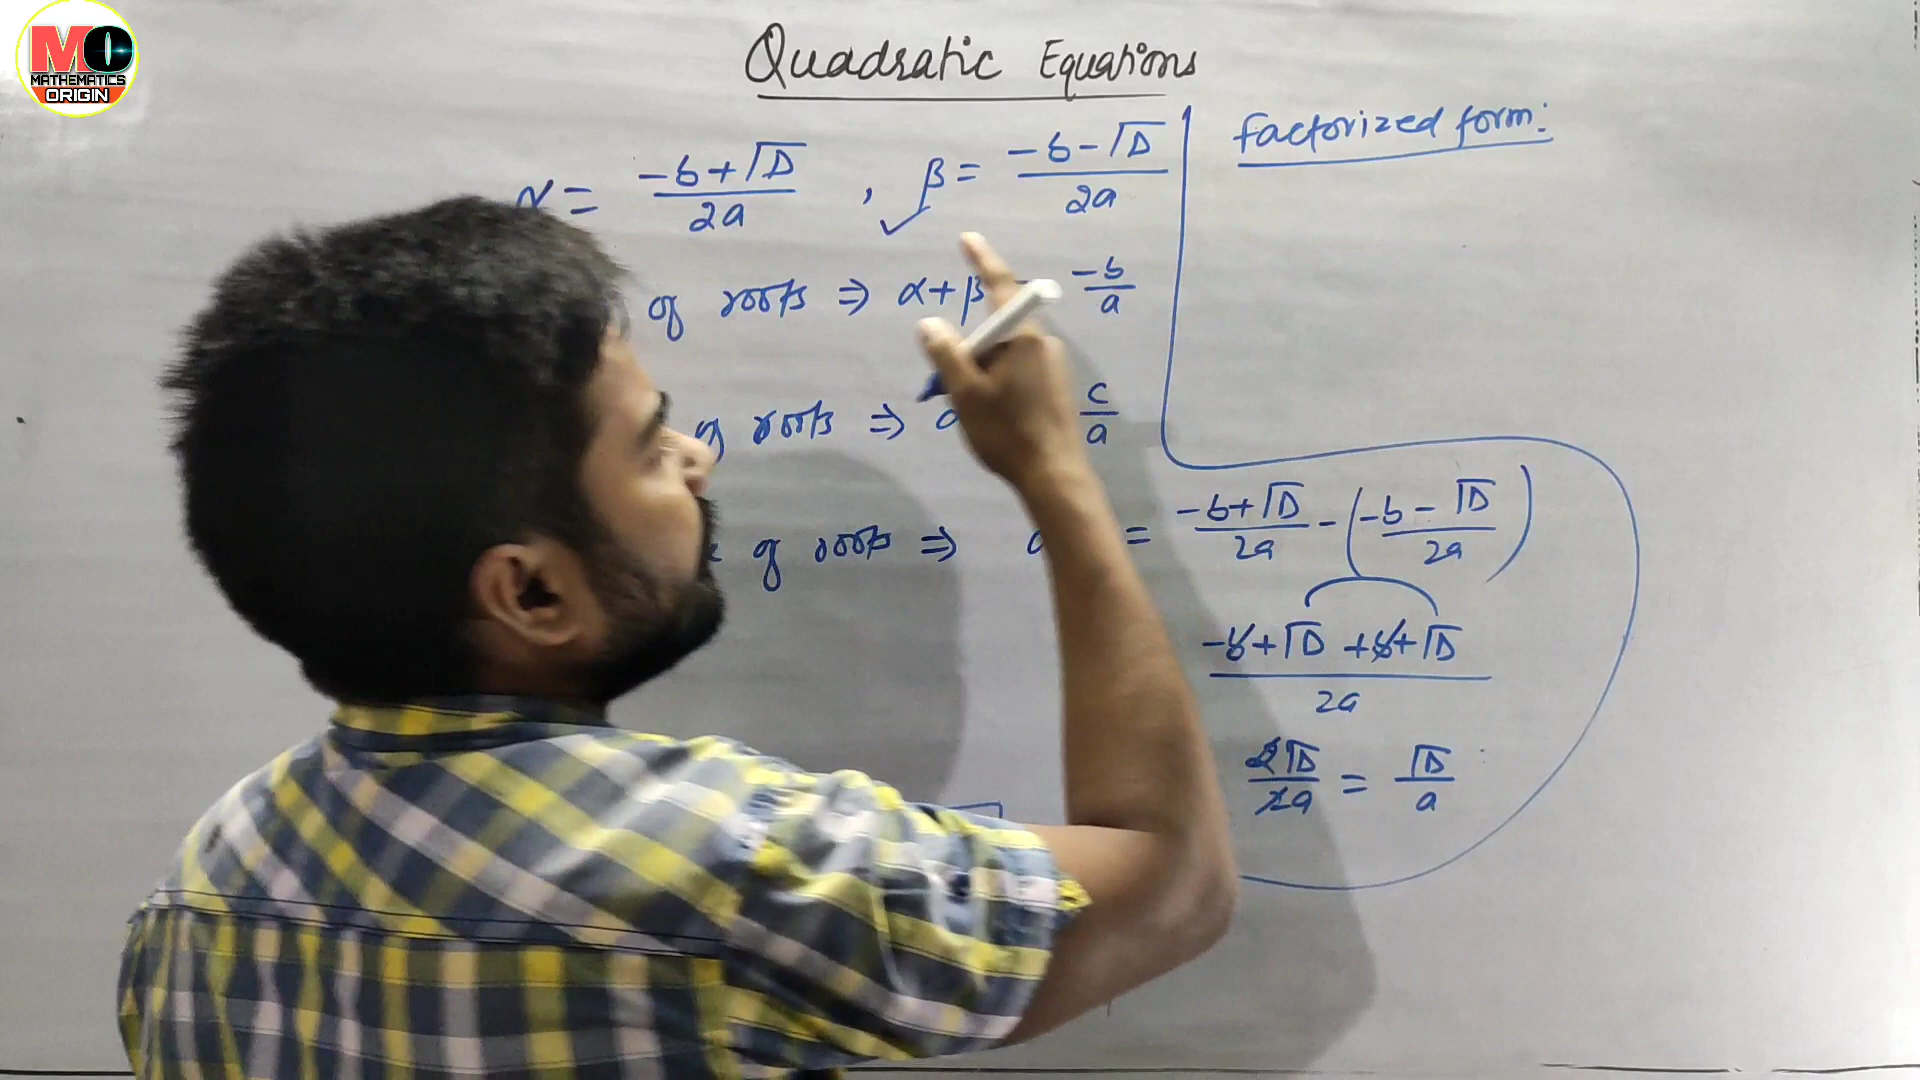 MC
MATHEMATICS
ORIGIN
Quadratic Equations
α = (-b+√D)/2a , β = (-b-√D)/2a
of roots ⇒ α+β -b/a
of roots ⇒ c/a
of roots ⇒ = (-b+√D)/2a - (-b-√D)/2a)
(-b+√D +b+√D)/2a
2√D/2a = √D/a
Factorized form: